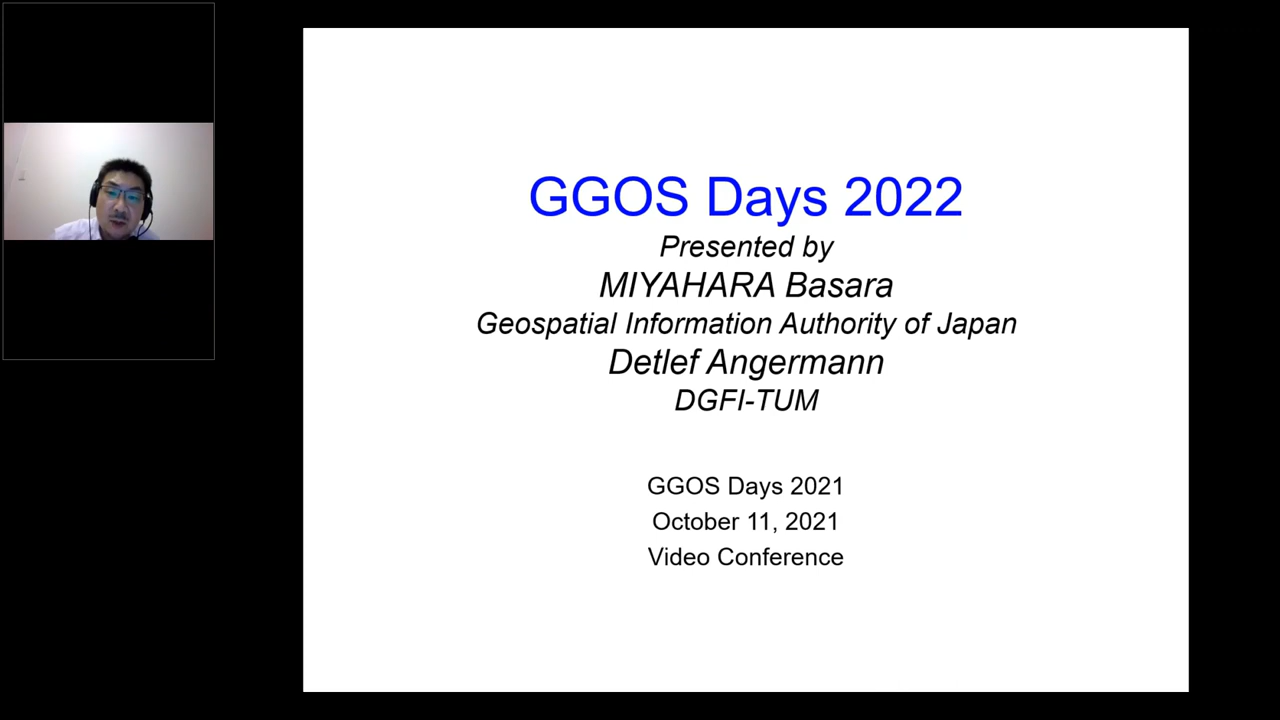 GGOS Days 2022
Presented by
MIYAHARA Basara
Geospatial Information Authority of Japan
Detlef Angermann
DGFI-TUM
GGOS Days 2021
October 11, 2021
Video Conference